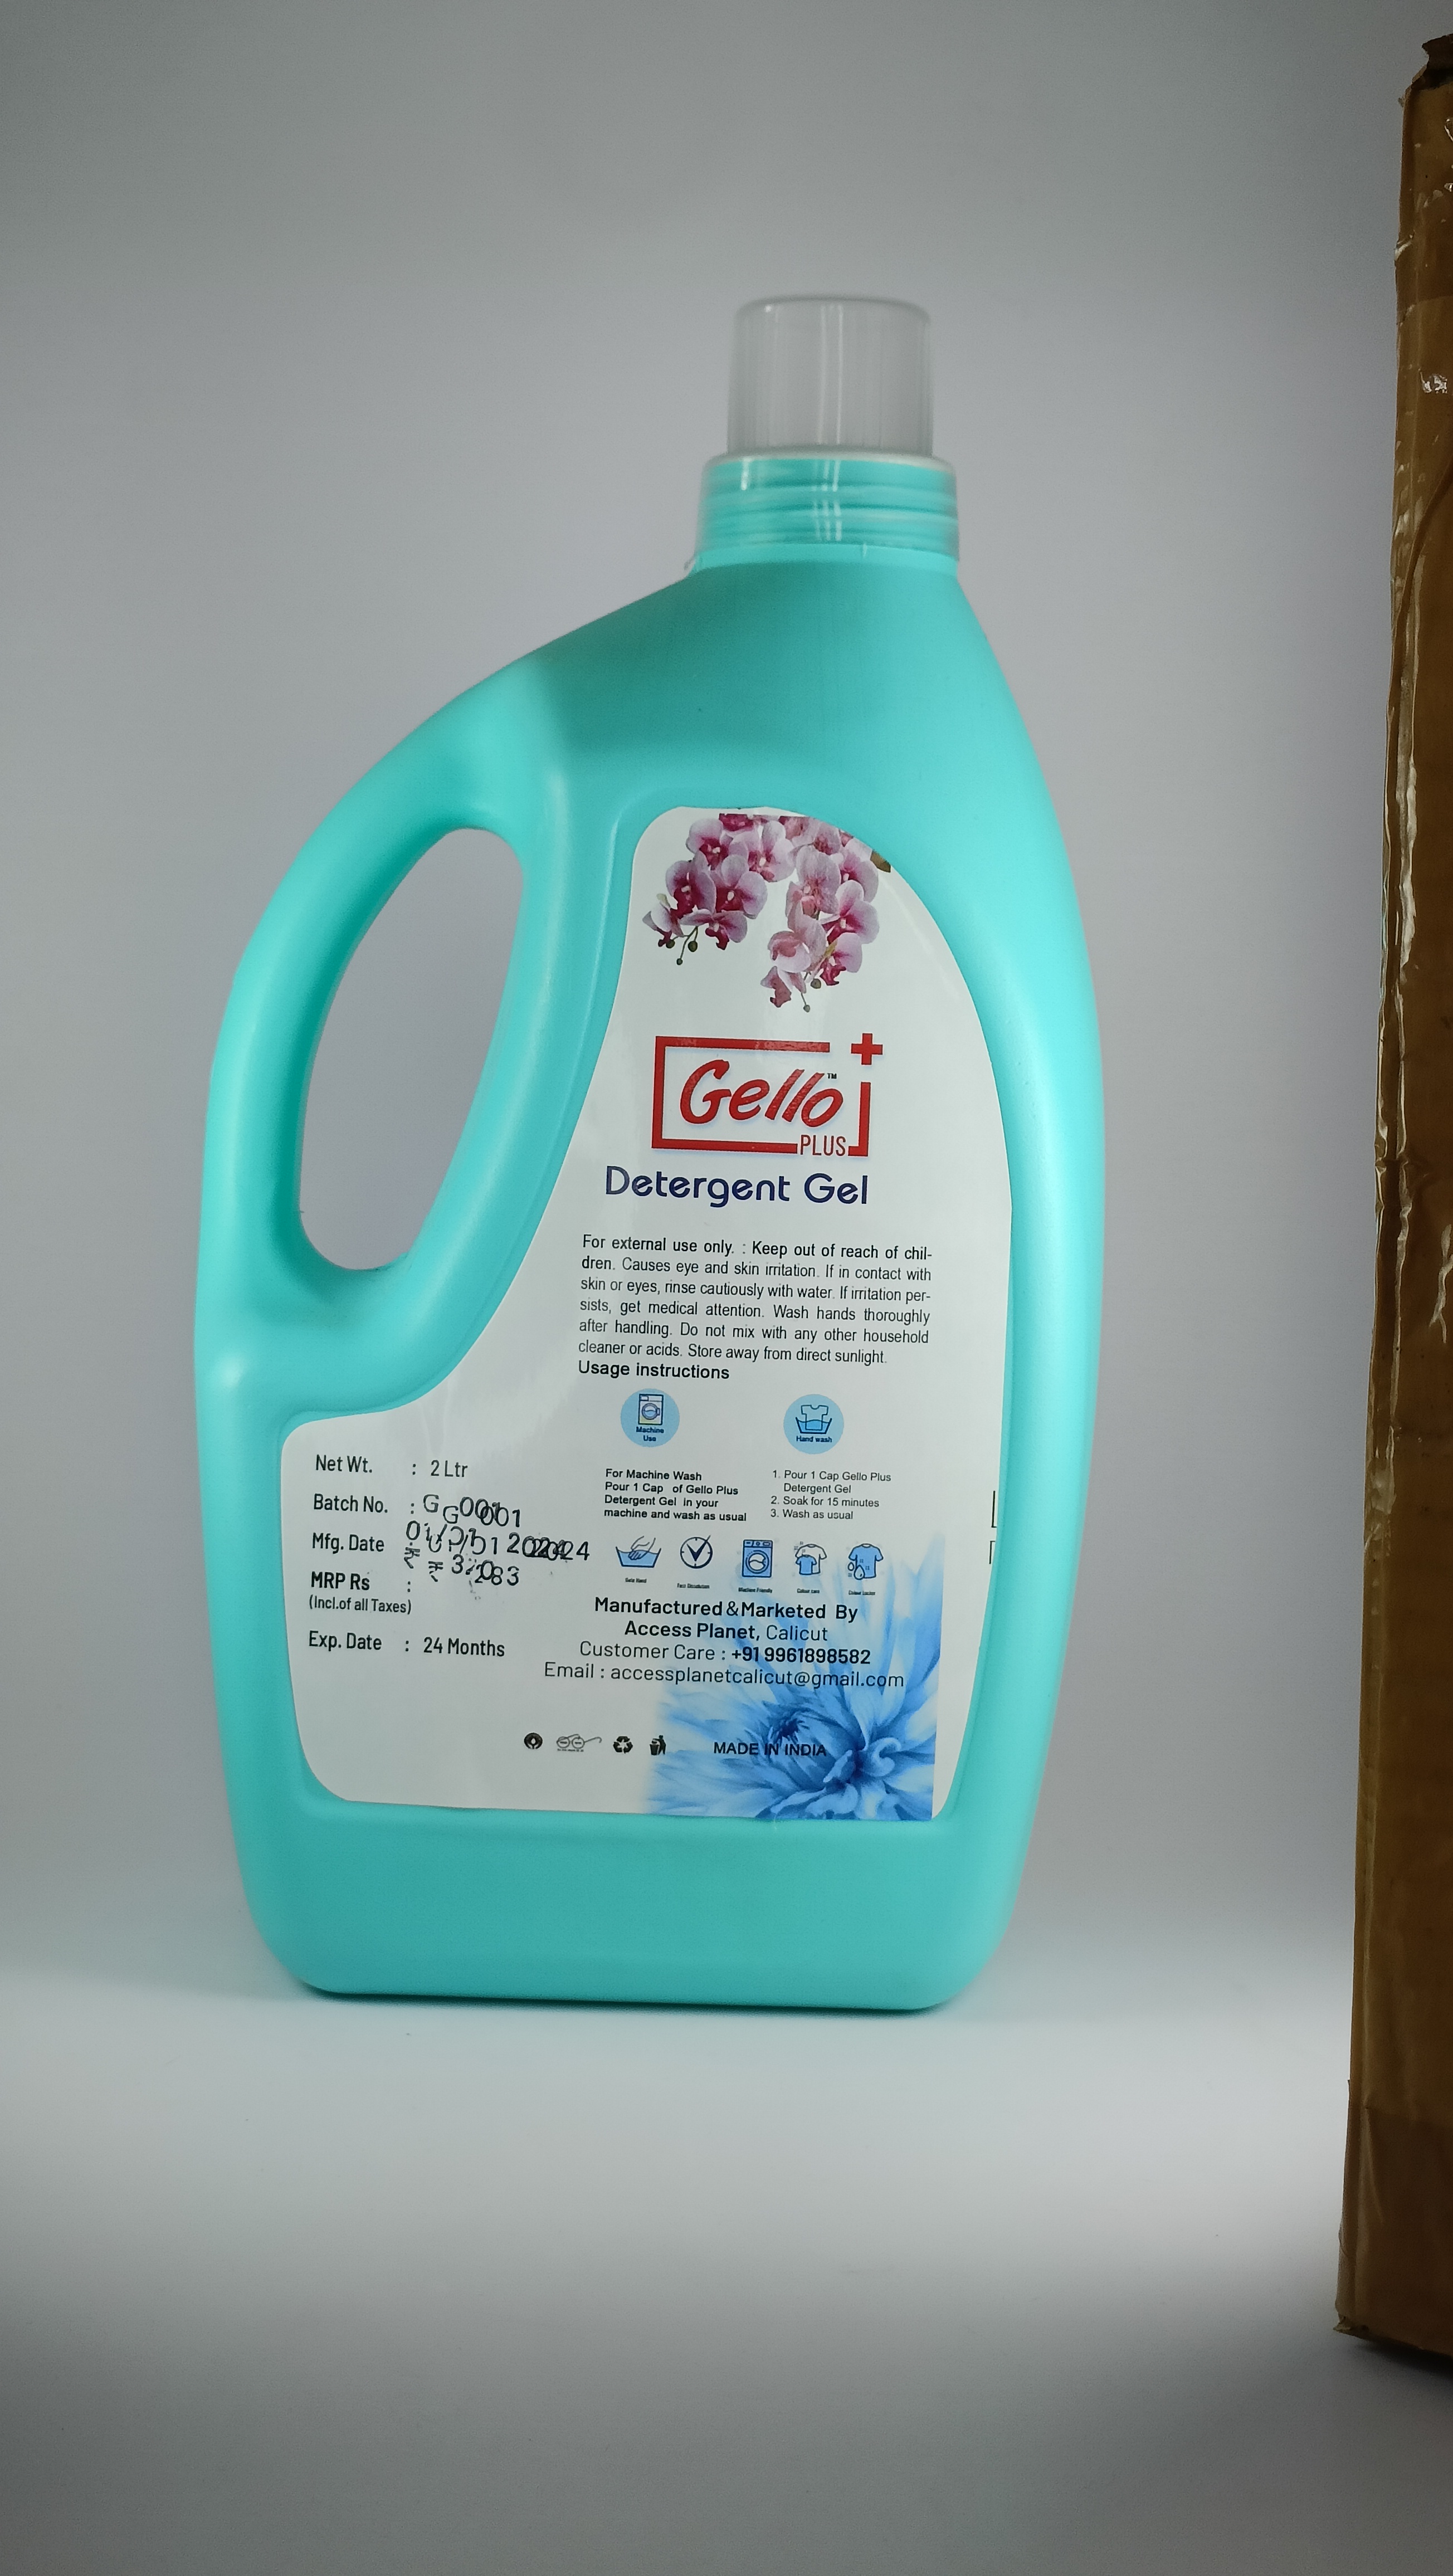 Gello™
PLUS
Detergent Gel
For external use only. : Keep out of reach of chil-
dren. Causes eye and skin irritation. If in contact with
skin or eyes, rinse cautiously with water. If irritation per-
sists, get medical attention. Wash hands thoroughly
after handling. Do not mix with any other household
cleaner or acids. Store away from direct sunlight.
Usage instructions
Machine
Use
Hand wash
For Machine Wash
Pour 1 Cap of Gello Plus
Detergent Gel in your
machine and wash as usual
1. Pour 1 Cap Gello Plus
Detergent Gel
2. Soak for 15 minutes
3. Wash as usual
Net Wt. : 2 Ltr
Batch No. :
Mfg. Date :
MRP Rs :
(Incl.of all Taxes)
Exp. Date : 24 Months
Machine Friendly
Manufactured & Marketed By
Access Planet, Calicut
Customer Care : +91 9961898582
Email : accessplanetcalicut@gmail.com
MADE IN INDIA